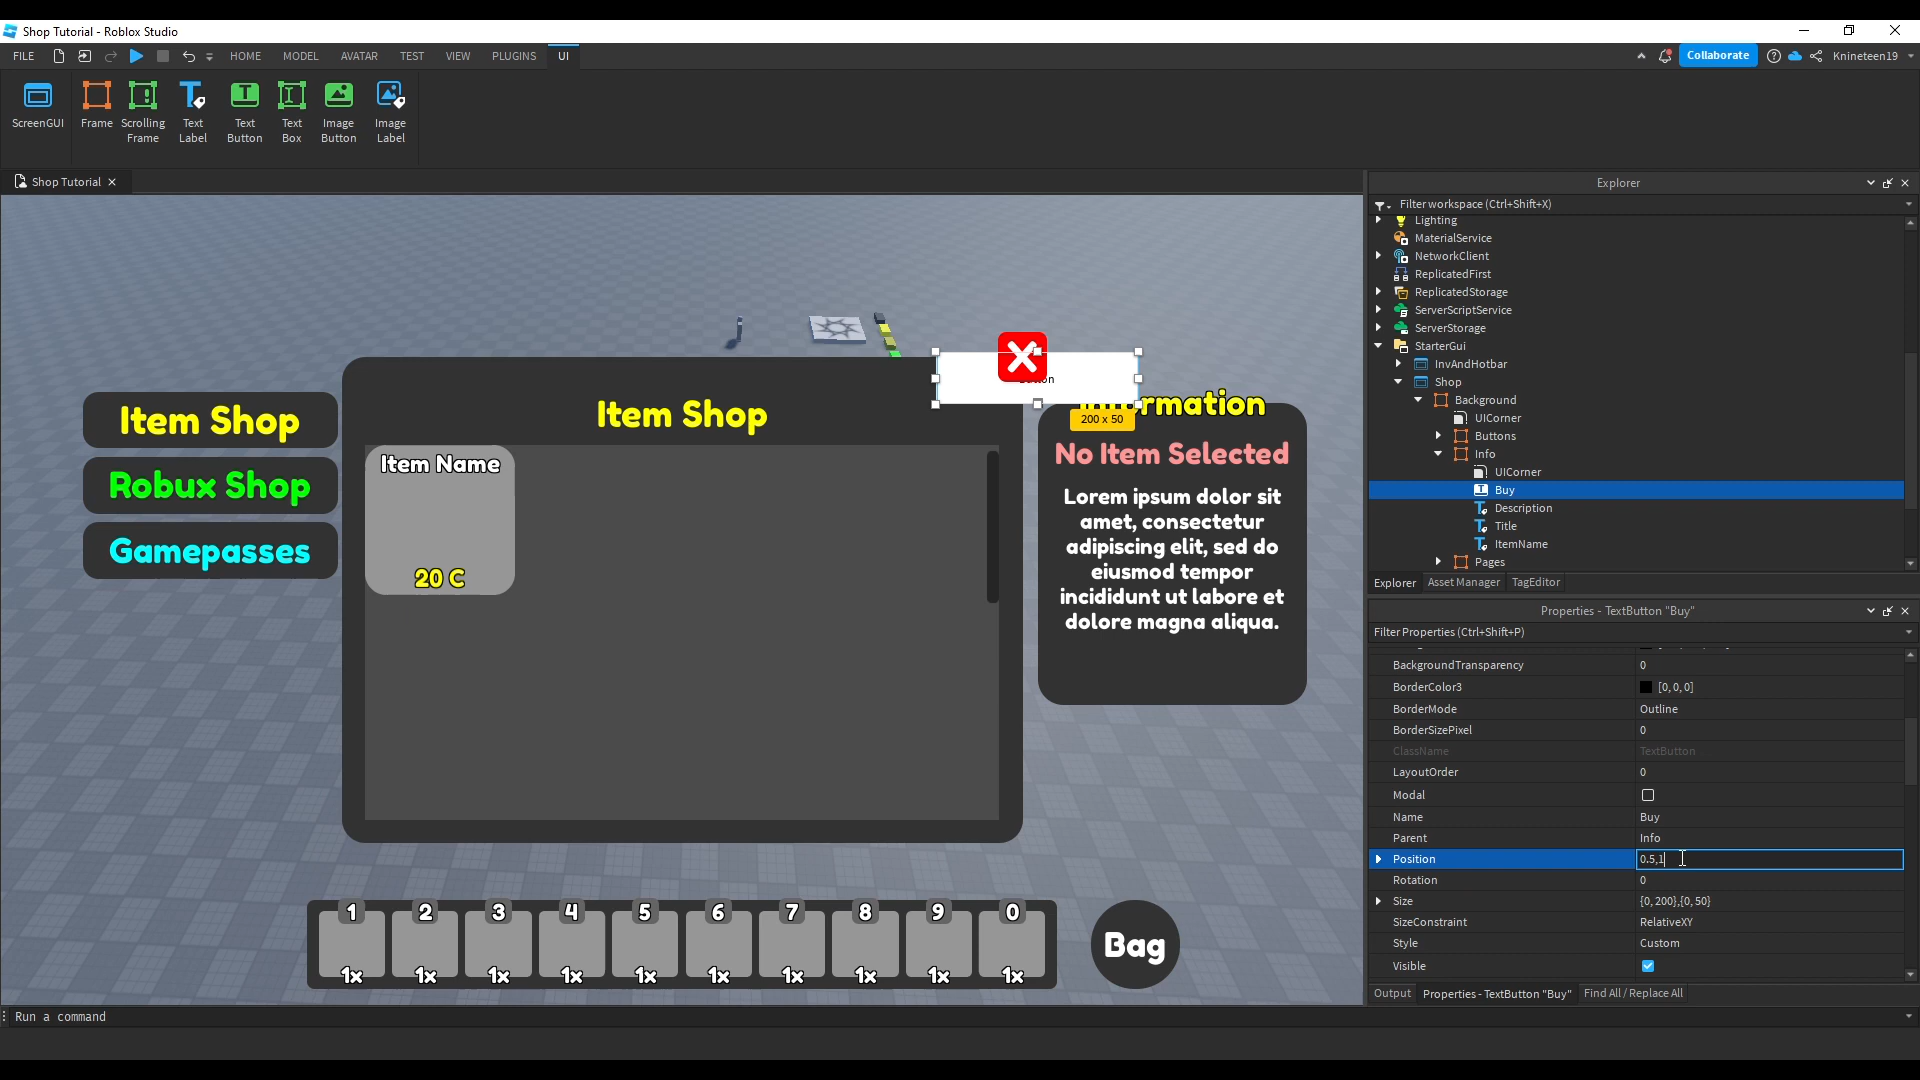 Shop Tutorial - Roblox Studio
FILE HOME MODEL AVATAR TEST VIEW PLUGINS UI Collaborate Knineteen19
ScreenGUI Frame Scrolling Frame Text Label Text Button Text Box Image Button Image Label
Shop Tutorial
Item Shop
Robux Shop
Gamepasses
Item Shop
Item Name
20 C
200 x 50
No Item Selected
Lorem ipsum dolor sit
amet, consectetur
adipiscing elit, sed do
eiusmod tempor
incididunt ut labore et
dolore magna aliqua.
1 2 3 4 5 6 7 8 9 0
1x 1x 1x 1x 1x 1x 1x 1x 1x 1x
Bag
Explorer
Filter workspace (Ctrl+Shift+X)
Lighting
MaterialService
NetworkClient
ReplicatedFirst
ReplicatedStorage
ServerScriptService
ServerStorage
StarterGui
InvAndHotbar
Shop
Background
UICorner
Buttons
Info
UICorner
Buy
Description
Title
ItemName
Pages
Explorer Asset Manager TagEditor
Properties - TextButton "Buy"
Filter Properties (Ctrl+Shift+P)
BackgroundTransparency 0
BorderColor3 [0, 0, 0]
BorderMode Outline
BorderSizePixel 0
ClassName TextButton
LayoutOrder 0
Modal
Name Buy
Parent Info
Position 0.5,1
Rotation 0
Size {0, 200},{0, 50}
SizeConstraint RelativeXY
Style Custom
Visible
Output Properties - TextButton "Buy" Find All / Replace All
Run a command